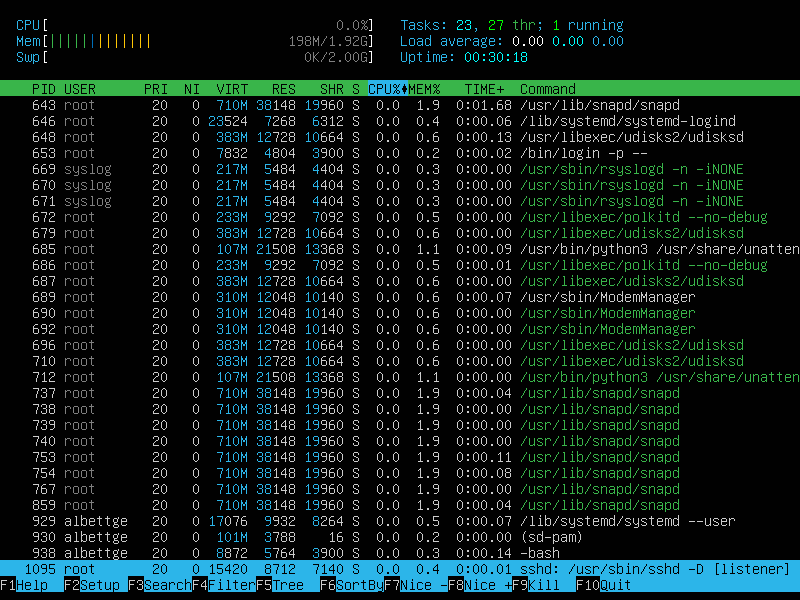 CPU[ 0.0%] Tasks: 23, 27 thr; 1 running
Mem[|||||||||||||| 198M/1.92G] Load average: 0.00 0.00 0.00
Swp[ 0K/2.00G] Uptime: 00:30:18
PID USER PRI NI VIRT RES SHR S CPU%♦MEM% TIME+ Command
643 root 20 0 710M 38148 19960 S 0.0 1.9 0:01.68 /usr/lib/snapd/snapd
646 root 20 0 23524 7268 6312 S 0.0 0.4 0:00.06 /lib/systemd/systemd-logind
648 root 20 0 383M 12728 10664 S 0.0 0.6 0:00.13 /usr/libexec/udisks2/udisksd
653 root 20 0 7832 4804 3900 S 0.0 0.2 0:00.02 /bin/login -p --
669 syslog 20 0 217M 5484 4404 S 0.0 0.3 0:00.00 /usr/sbin/rsyslogd -n -iNONE
670 syslog 20 0 217M 5484 4404 S 0.0 0.3 0:00.00 /usr/sbin/rsyslogd -n -iNONE
671 syslog 20 0 217M 5484 4404 S 0.0 0.3 0:00.00 /usr/sbin/rsyslogd -n -iNONE
672 root 20 0 233M 9292 7092 S 0.0 0.5 0:00.00 /usr/libexec/polkitd --no-debug
679 root 20 0 383M 12728 10664 S 0.0 0.6 0:00.00 /usr/libexec/udisks2/udisksd
685 root 20 0 107M 21508 13368 S 0.0 1.1 0:00.09 /usr/bin/python3 /usr/share/unatten
686 root 20 0 233M 9292 7092 S 0.0 0.5 0:00.01 /usr/libexec/polkitd --no-debug
687 root 20 0 383M 12728 10664 S 0.0 0.6 0:00.00 /usr/libexec/udisks2/udisksd
689 root 20 0 310M 12048 10140 S 0.0 0.6 0:00.07 /usr/sbin/ModemManager
690 root 20 0 310M 12048 10140 S 0.0 0.6 0:00.00 /usr/sbin/ModemManager
692 root 20 0 310M 12048 10140 S 0.0 0.6 0:00.00 /usr/sbin/ModemManager
696 root 20 0 383M 12728 10664 S 0.0 0.6 0:00.00 /usr/libexec/udisks2/udisksd
710 root 20 0 383M 12728 10664 S 0.0 0.6 0:00.00 /usr/libexec/udisks2/udisksd
712 root 20 0 107M 21508 13368 S 0.0 1.1 0:00.00 /usr/bin/python3 /usr/share/unatten
737 root 20 0 710M 38148 19960 S 0.0 1.9 0:00.04 /usr/lib/snapd/snapd
738 root 20 0 710M 38148 19960 S 0.0 1.9 0:00.00 /usr/lib/snapd/snapd
739 root 20 0 710M 38148 19960 S 0.0 1.9 0:00.00 /usr/lib/snapd/snapd
740 root 20 0 710M 38148 19960 S 0.0 1.9 0:00.00 /usr/lib/snapd/snapd
753 root 20 0 710M 38148 19960 S 0.0 1.9 0:00.11 /usr/lib/snapd/snapd
754 root 20 0 710M 38148 19960 S 0.0 1.9 0:00.08 /usr/lib/snapd/snapd
767 root 20 0 710M 38148 19960 S 0.0 1.9 0:00.00 /usr/lib/snapd/snapd
859 root 20 0 710M 38148 19960 S 0.0 1.9 0:00.04 /usr/lib/snapd/snapd
929 albettge 20 0 17076 9932 8264 S 0.0 0.5 0:00.07 /lib/systemd/systemd --user
930 albettge 20 0 101M 3788 16 S 0.0 0.2 0:00.00 (sd-pam)
938 albettge 20 0 8872 5764 3900 S 0.0 0.3 0:00.14 -bash
1095 root 20 0 15420 8712 7140 S 0.0 0.4 0:00.01 sshd: /usr/sbin/sshd -D [listener]
F1Help F2Setup F3SearchF4FilterF5Tree F6SortByF7Nice -F8Nice +F9Kill F10Quit